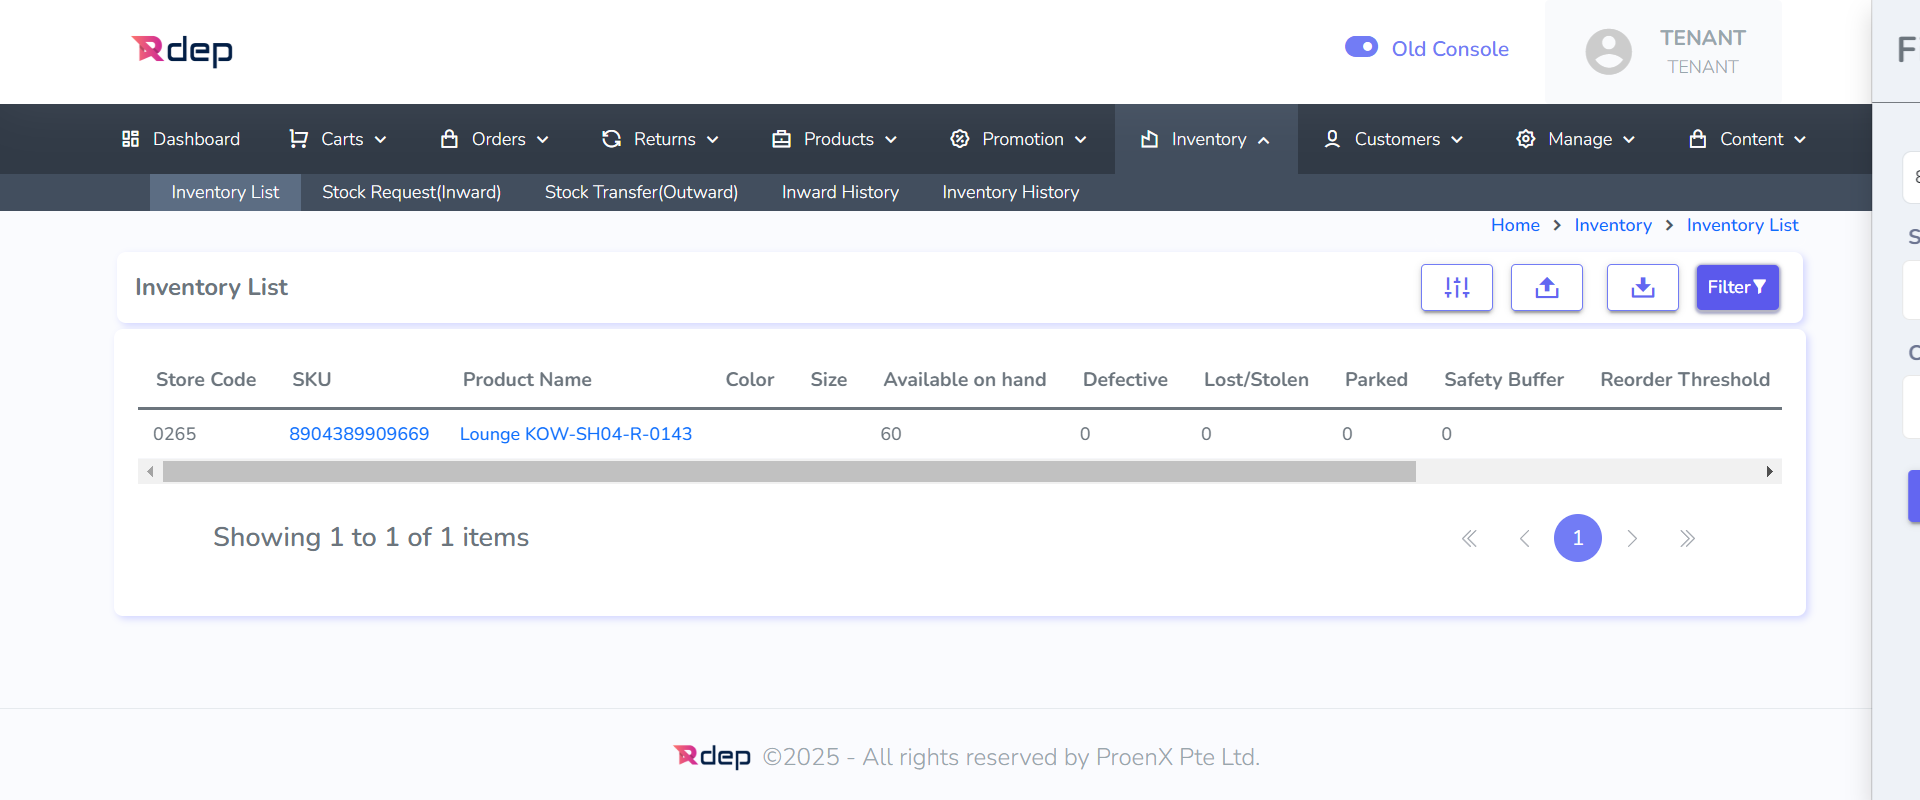 Rdep
Old Console
TENANT
TENANT
Dashboard Carts Orders Returns Products Promotion Inventory Customers Manage Content
Inventory List Stock Request(Inward) Stock Transfer(Outward) Inward History Inventory History
Home > Inventory > Inventory List
Inventory List
Filter
Store Code SKU Product Name Color Size Available on hand Defective Lost/Stolen Parked Safety Buffer Reorder Threshold
0265 8904389909669 Lounge KOW-SH04-R-0143 60 0 0 0 0
Showing 1 to 1 of 1 items
1
Rdep ©2025 - All rights reserved by ProenX Pte Ltd.